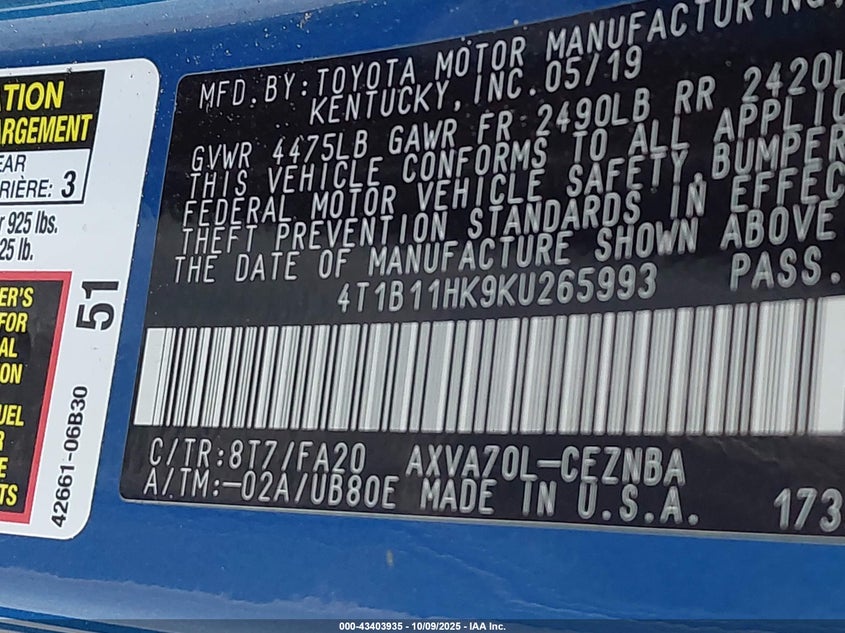 ATION
ARGEMENT
EAR
RIÈRE: 3
925 lbs.
25 lb.
ER'S
FOR
AL
ON
UEL
ER
TS
51
42661-06B30
MFD. BY: TOYOTA MOTOR MANUFACTURING,
KENTUCKY, INC. 05/19
GVWR 4475LB GAWR FR 2490LB RR 2420L
THIS VEHICLE CONFORMS TO ALL APPLIC
FEDERAL MOTOR VEHICLE SAFETY, BUMPER
THEFT PREVENTION STANDARDS IN EFFEC
THE DATE OF MANUFACTURE SHOWN ABOVE
4T1B11HK9KU265993 PASS.
C/TR:8T7/FA20 AXVA70L-CEZNBA
A/TM:-02A/UB80E MADE IN U.S.A. 173
000-43403935 - 10/09/2025 - IAA Inc.